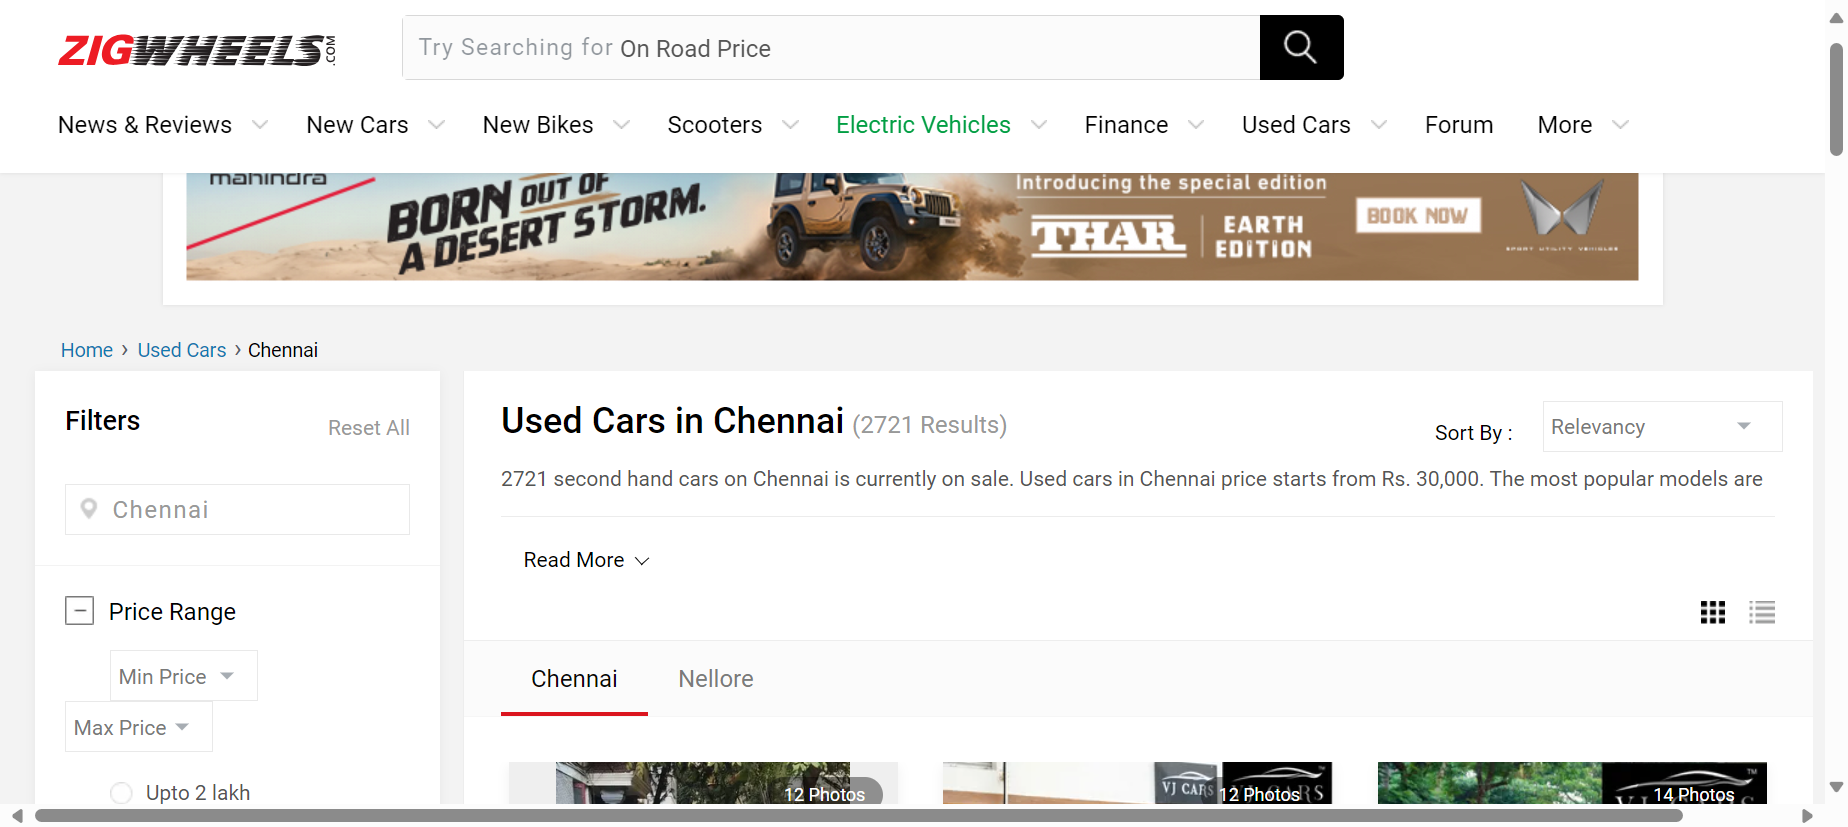 ZIGWHEELS.COM
Try Searching for On Road Price
News & Reviews New Cars New Bikes Scooters Electric Vehicles Finance Used Cars Forum More
mahindra
BORN OUT OF
A DESERT STORM.
Introducing the special edition
THAR
EARTH
EDITION
BOOK NOW
SPORT UTILITY VEHICLES
Home › Used Cars › Chennai
Filters
Reset All
Chennai
Price Range
Min Price
Max Price
Upto 2 lakh
Used Cars in Chennai (2721 Results)
Sort By :
Relevancy
2721 second hand cars on Chennai is currently on sale. Used cars in Chennai price starts from Rs. 30,000. The most popular models are
Read More
Chennai
Nellore
12 Photos
VJ CARS
12 Photos
14 Photos